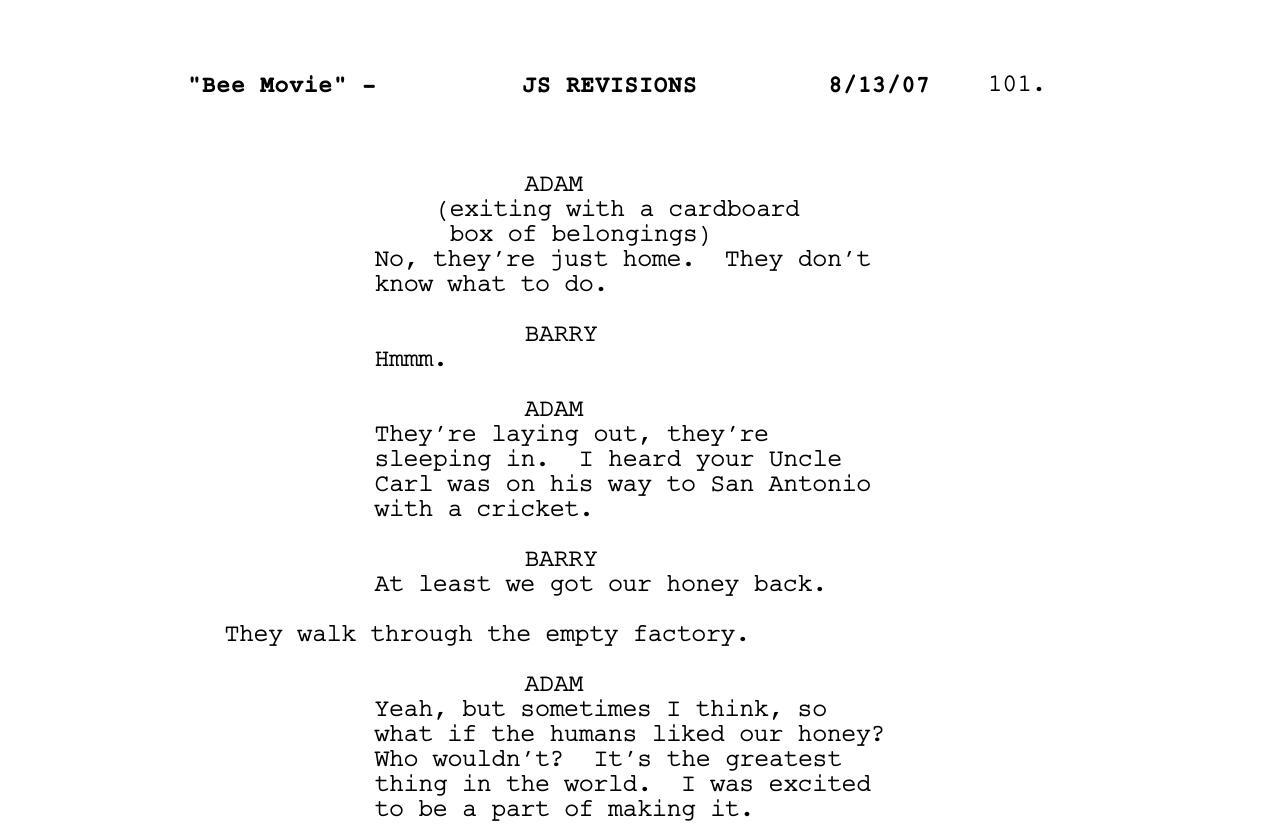 "Bee Movie" - JS REVISIONS 8/13/07 101.
ADAM
(exiting with a cardboard
box of belongings)
No, they’re just home.  They don’t
know what to do.
BARRY
Hmmm.
ADAM
They’re laying out, they’re
sleeping in.  I heard your Uncle
Carl was on his way to San Antonio
with a cricket.
BARRY
At least we got our honey back.
They walk through the empty factory.
ADAM
Yeah, but sometimes I think, so
what if the humans liked our honey?
Who wouldn’t?  It’s the greatest
thing in the world.  I was excited
to be a part of making it.